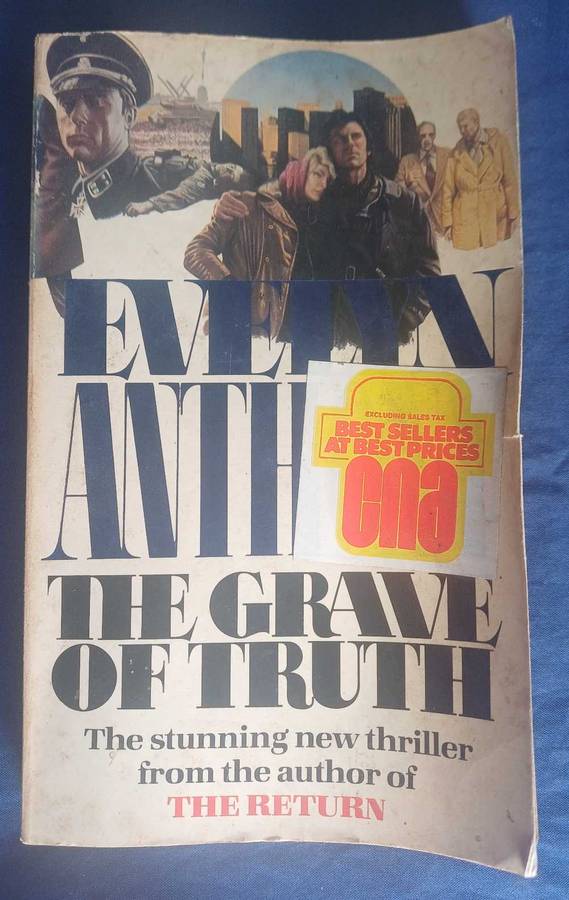 EVELYN
ANTH
EXCLUDING SALES TAX
BEST SELLERS
AT BEST PRICES
cna
THE GRAVE
OF TRUTH
The stunning new thriller
from the author of
THE RETURN